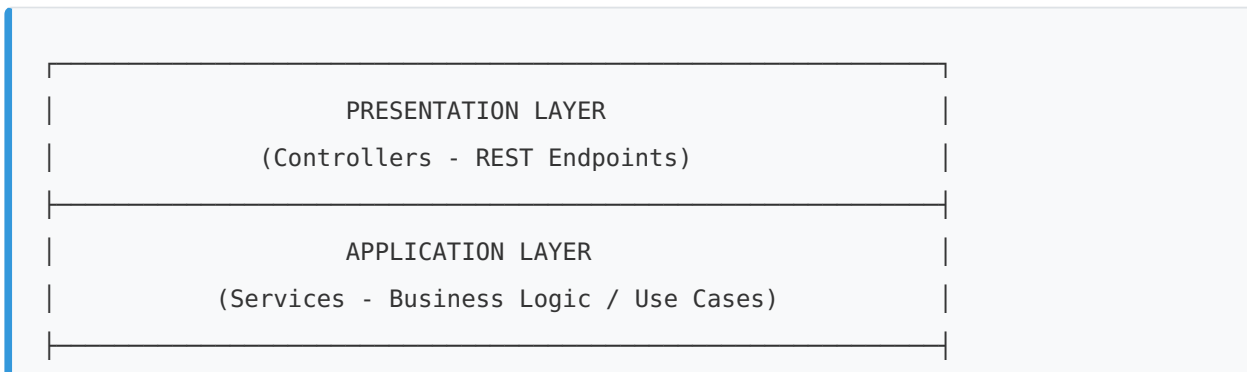 PRESENTATION LAYER
(Controllers - REST Endpoints)
APPLICATION LAYER
(Services - Business Logic / Use Cases)